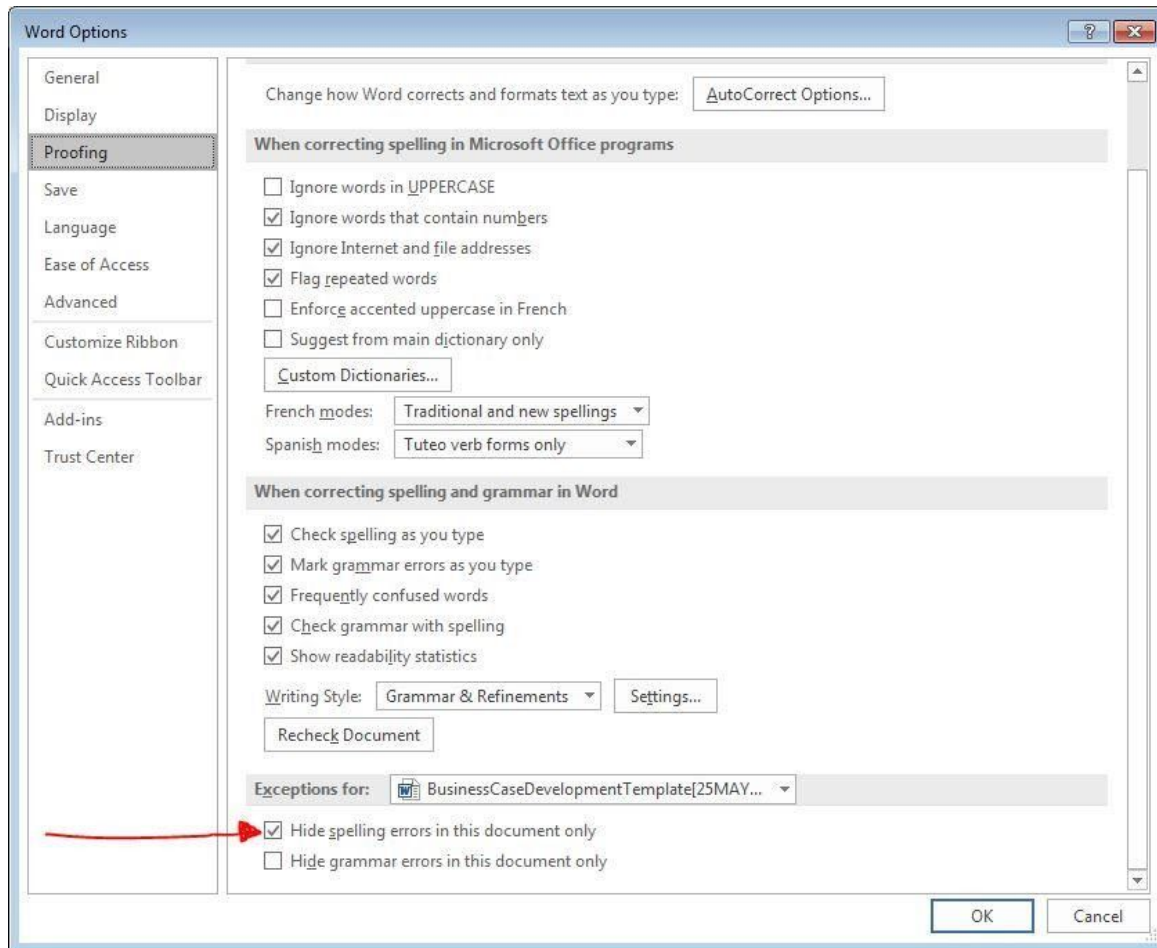 Word Options
General
Display
Proofing
Save
Language
Ease of Access
Advanced
Customize Ribbon
Quick Access Toolbar
Add-ins
Trust Center
Change how Word corrects and formats text as you type: AutoCorrect Options...
When correcting spelling in Microsoft Office programs
Ignore words in UPPERCASE
Ignore words that contain numbers
Ignore Internet and file addresses
Flag repeated words
Enforce accented uppercase in French
Suggest from main dictionary only
Custom Dictionaries...
French modes: Traditional and new spellings
Spanish modes: Tuteo verb forms only
When correcting spelling and grammar in Word
Check spelling as you type
Mark grammar errors as you type
Frequently confused words
Check grammar with spelling
Show readability statistics
Writing Style: Grammar & Refinements Settings...
Recheck Document
Exceptions for: BusinessCaseDevelopmentTemplate[25MAY...
Hide spelling errors in this document only
Hide grammar errors in this document only
OK Cancel